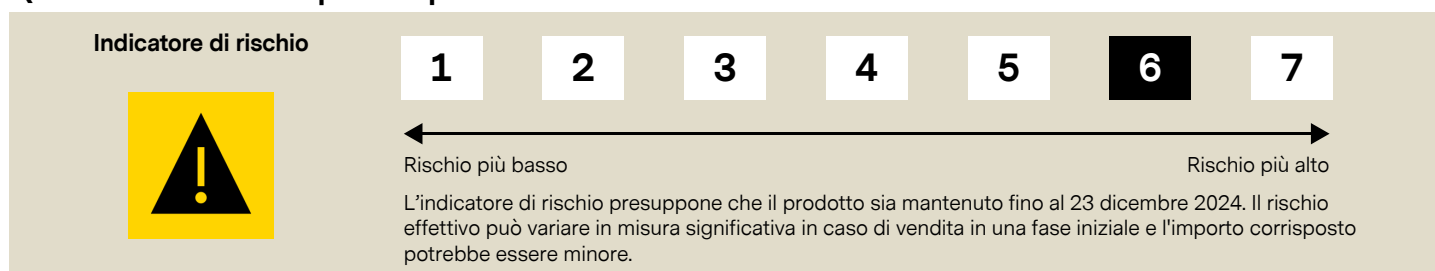 Indicatore di rischio
1 2 3 4 5 6 7
Rischio più basso Rischio più alto
L'indicatore di rischio presuppone che il prodotto sia mantenuto fino al 23 dicembre 2024. Il rischio
effettivo può variare in misura significativa in caso di vendita in una fase iniziale e l'importo corrisposto
potrebbe essere minore.